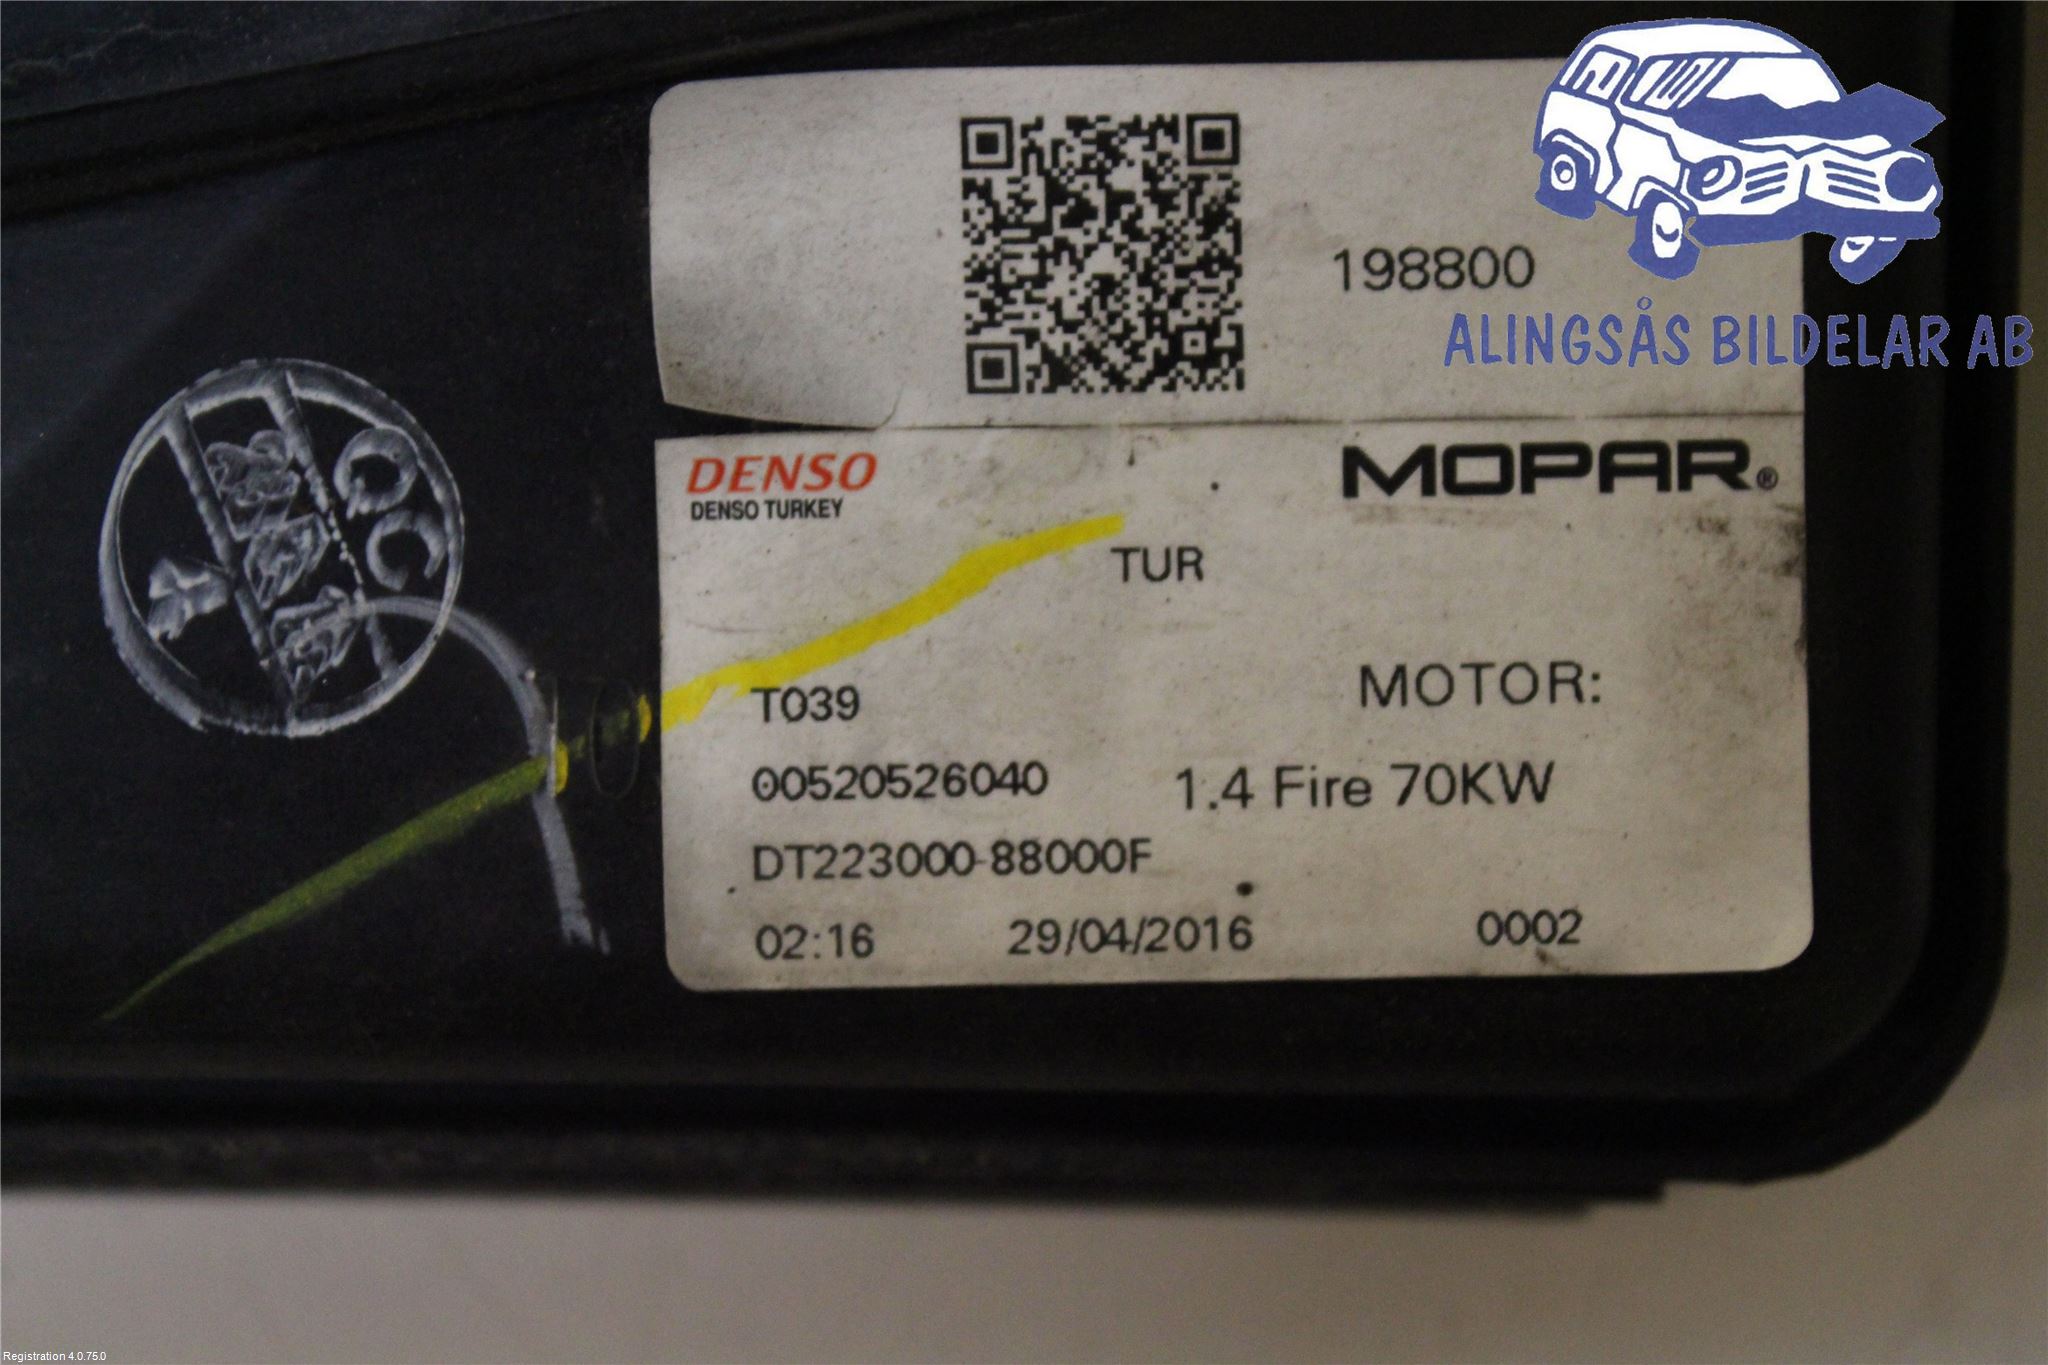 198800
ALINGSÅS BILDELAR AB
DENSO
DENSO TURKEY
MOPAR®
TUR
T039
MOTOR:
00520526040
1.4 Fire 70KW
DT223000-88000F
02:16 29/04/2016 0002
QC
Registration 4.0.75.0